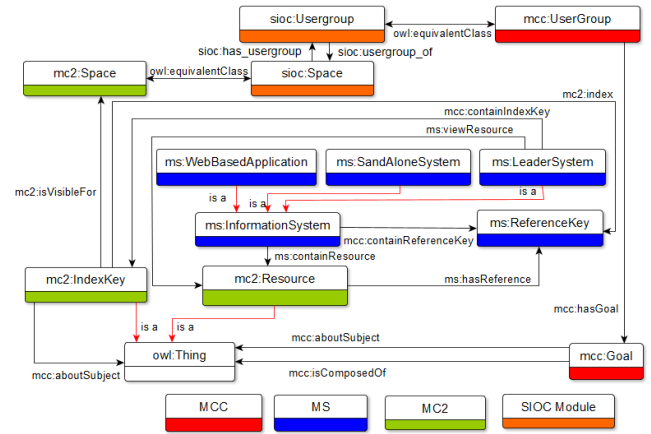 sioc:Usergroup
mcc:UserGroup
owl:equivalentClass
sioc:has_usergroup
sioc:usergroup_of
mc2:Space
owl:equivalentClass
sioc:Space
mc2:index
mcc:containIndexKey
ms:viewResource
ms:WebBasedApplication
ms:SandAloneSystem
ms:LeaderSystem
mc2:isVisibleFor
is a
is a
is a
ms:InformationSystem
ms:ReferenceKey
mcc:containReferenceKey
ms:containResource
mc2:IndexKey
mc2:Resource
ms:hasReference
mcc:hasGoal
is a
is a
mcc:aboutSubject
owl:Thing
mcc:Goal
mcc:aboutSubject
mcc:isComposedOf
MCC
MS
MC2
SIOC Module